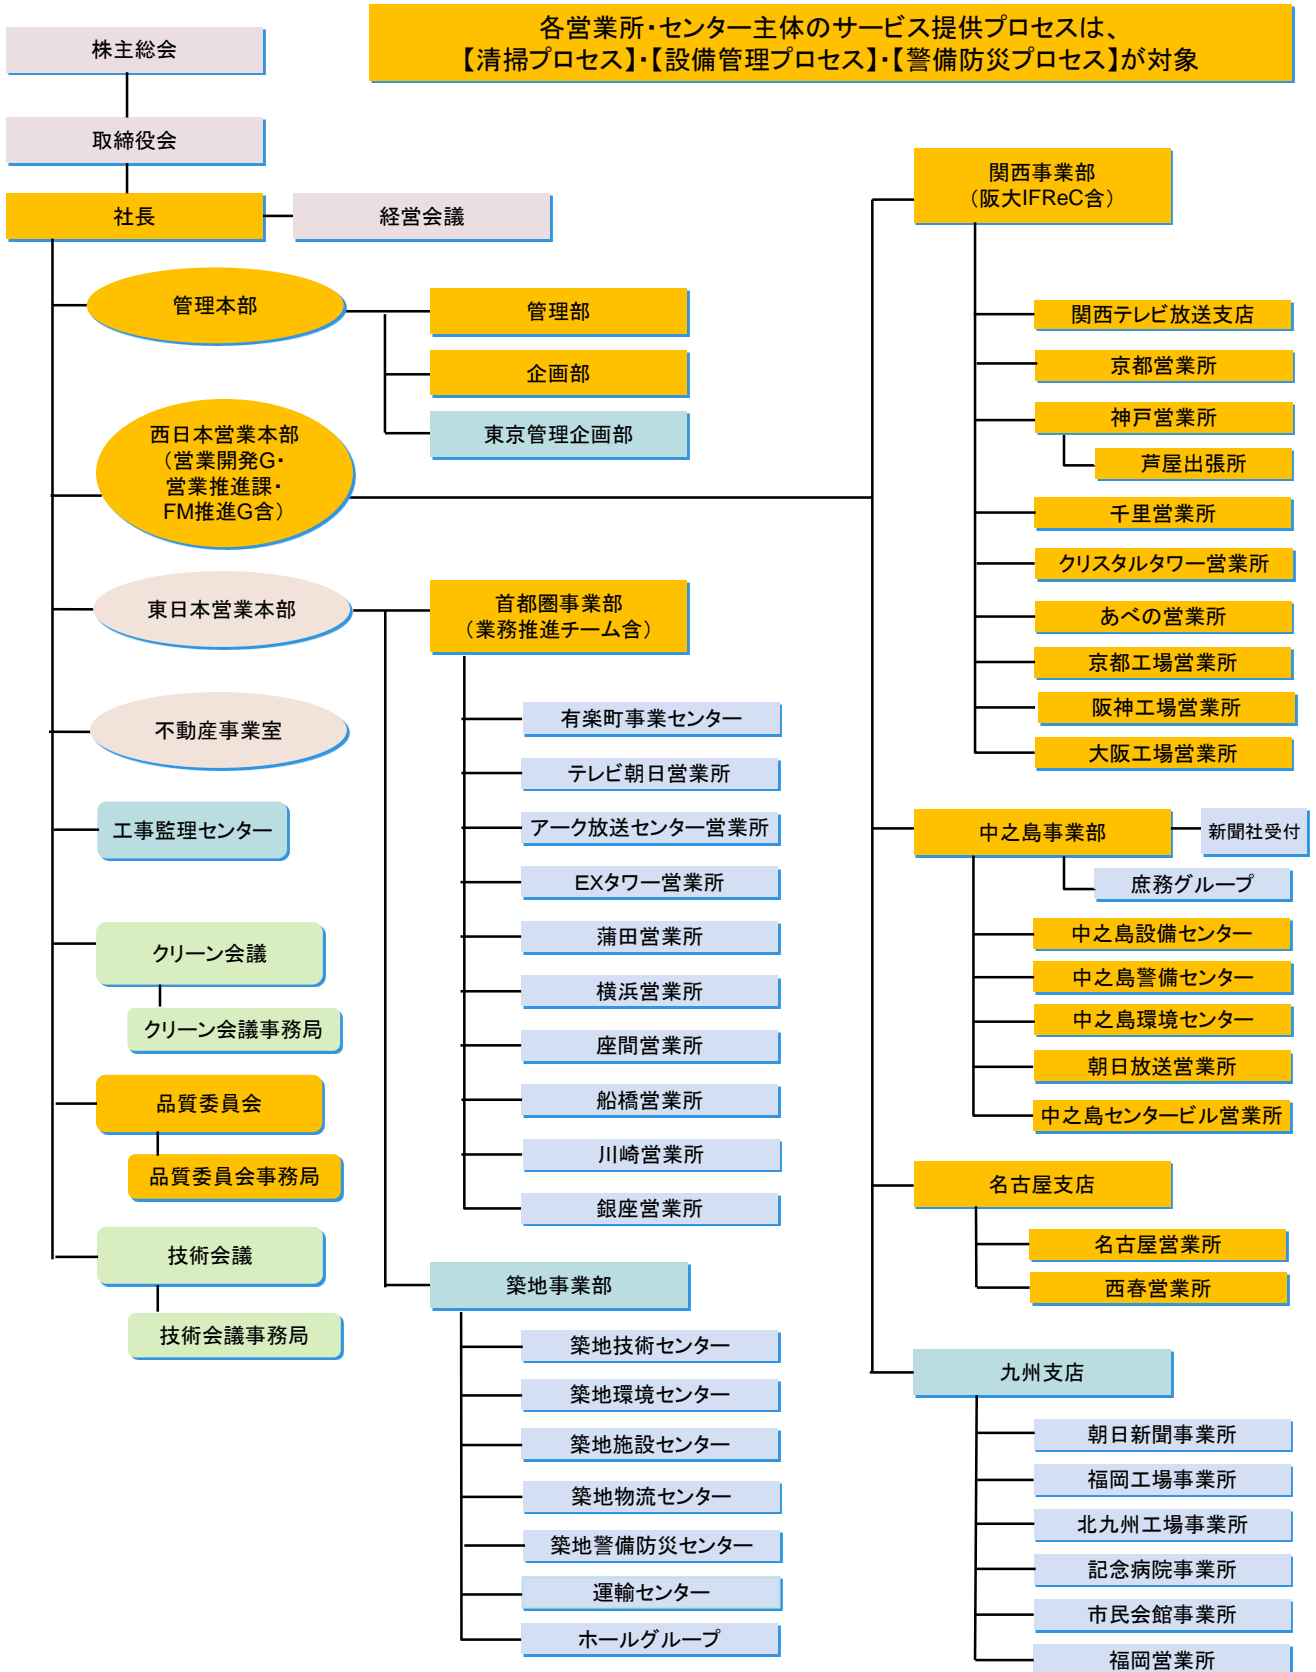 各営業所・センター主体のサービス提供プロセスは、
【清掃プロセス】・【設備管理プロセス】・【警備防災プロセス】が対象
株主総会
取締役会
社長
経営会議
管理本部
管理部
企画部
東京管理企画部
西日本営業本部
（営業開発G・
営業推進課・
FM推進G含）
東日本営業本部
不動産事業室
工事監理センター
クリーン会議
クリーン会議事務局
品質委員会
品質委員会事務局
技術会議
技術会議事務局
首都圏事業部
（業務推進チーム含）
有楽町事業センター
テレビ朝日営業所
アーク放送センター営業所
EXタワー営業所
蒲田営業所
横浜営業所
座間営業所
船橋営業所
川崎営業所
銀座営業所
築地事業部
築地技術センター
築地環境センター
築地施設センター
築地物流センター
築地警備防災センター
運輸センター
ホールグループ
関西事業部
（阪大IFReC含）
関西テレビ放送支店
京都営業所
神戸営業所
芦屋出張所
千里営業所
クリスタルタワー営業所
あべの営業所
京都工場営業所
阪神工場営業所
大阪工場営業所
中之島事業部
新聞社受付
庶務グループ
中之島設備センター
中之島警備センター
中之島環境センター
朝日放送営業所
中之島センタービル営業所
名古屋支店
名古屋営業所
西春営業所
九州支店
朝日新聞事業所
福岡工場事業所
北九州工場事業所
記念病院事業所
市民会館事業所
福岡営業所